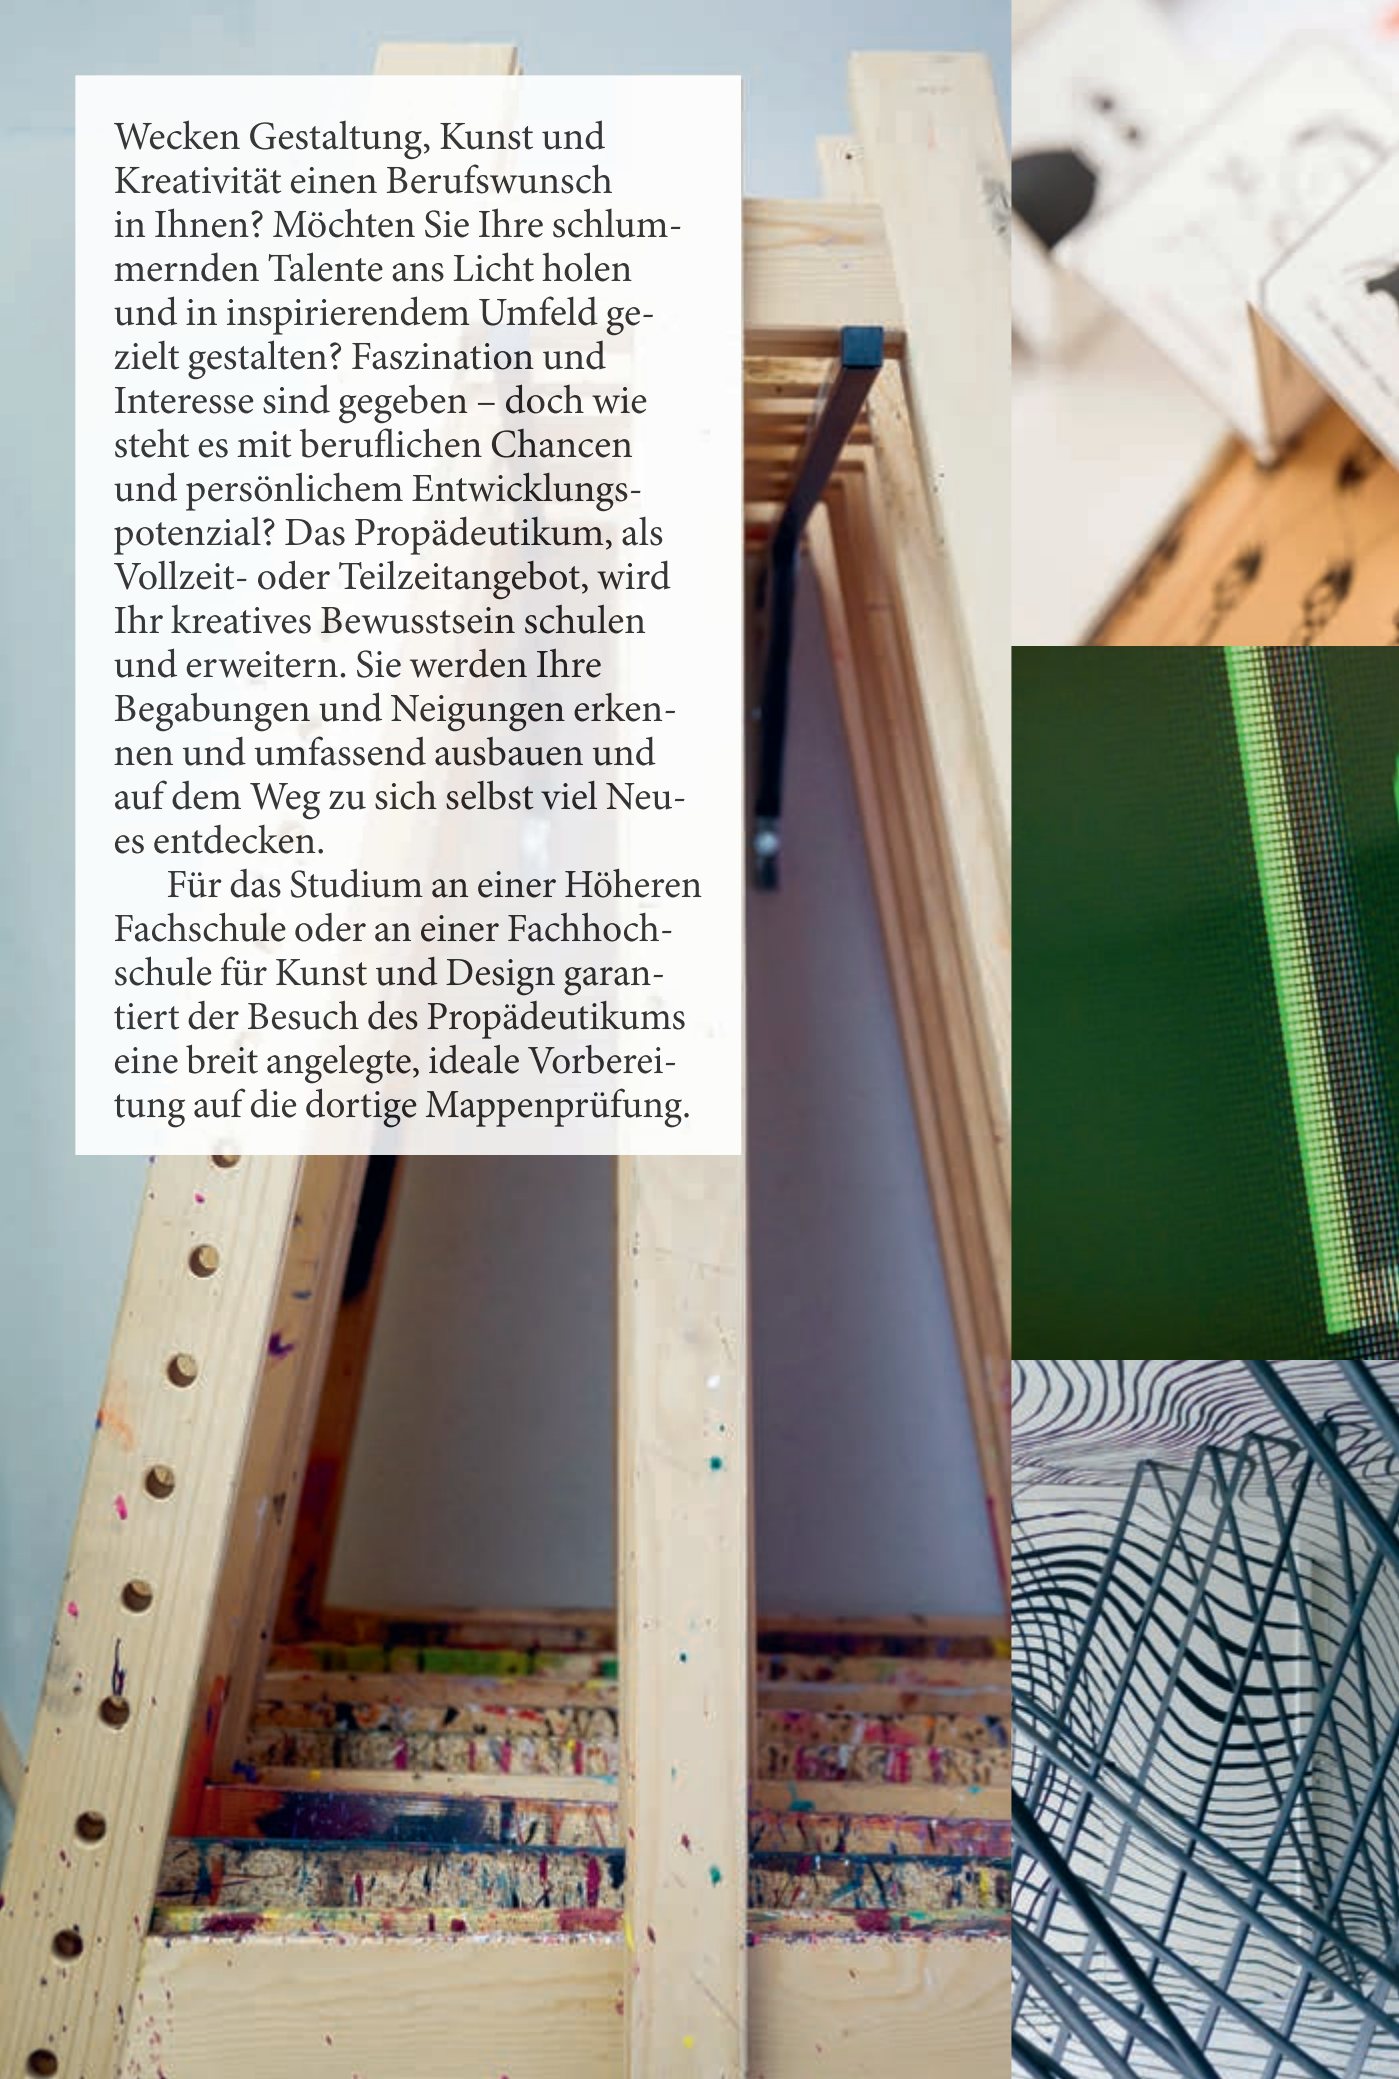 Wecken Gestaltung, Kunst und
Kreativität einen Berufswunsch
in Ihnen? Möchten Sie Ihre schlum-
mernden Talente ans Licht holen
und in inspirierendem Umfeld ge-
zielt gestalten? Faszination und
Interesse sind gegeben – doch wie
steht es mit beruflichen Chancen
und persönlichem Entwicklungs-
potenzial? Das Propädeutikum, als
Vollzeit- oder Teilzeitangebot, wird
Ihr kreatives Bewusstsein schulen
und erweitern. Sie werden Ihre
Begabungen und Neigungen erken-
nen und umfassend ausbauen und
auf dem Weg zu sich selbst viel Neu-
es entdecken.
Für das Studium an einer Höheren
Fachschule oder an einer Fachhoch-
schule für Kunst und Design garan-
tiert der Besuch des Propädeutikums
eine breit angelegte, ideale Vorberei-
tung auf die dortige Mappenprüfung.